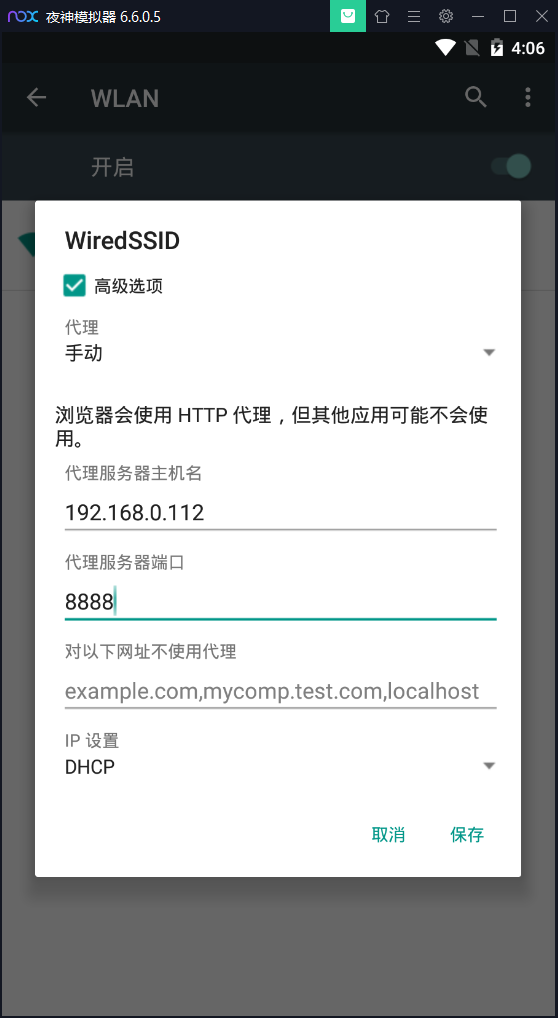 nox 夜神模拟器 6.6.0.5
4:06
WLAN
开启
WiredSSID
高级选项
代理
手动
浏览器会使用 HTTP 代理，但其他应用可能不会使
用。
代理服务器主机名
192.168.0.112
代理服务器端口
8888
对以下网址不使用代理
example.com,mycomp.test.com,localhost
IP 设置
DHCP
取消
保存